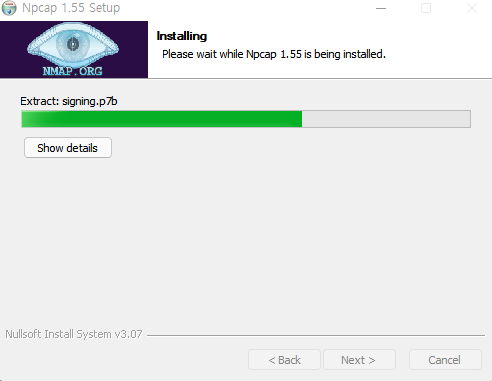 Npcap 1.55 Setup
NMAP.ORG
Installing
Please wait while Npcap 1.55 is being installed.
Extract: signing.p7b
Show details
Nullsoft Install System v3.07
< Back
Next >
Cancel